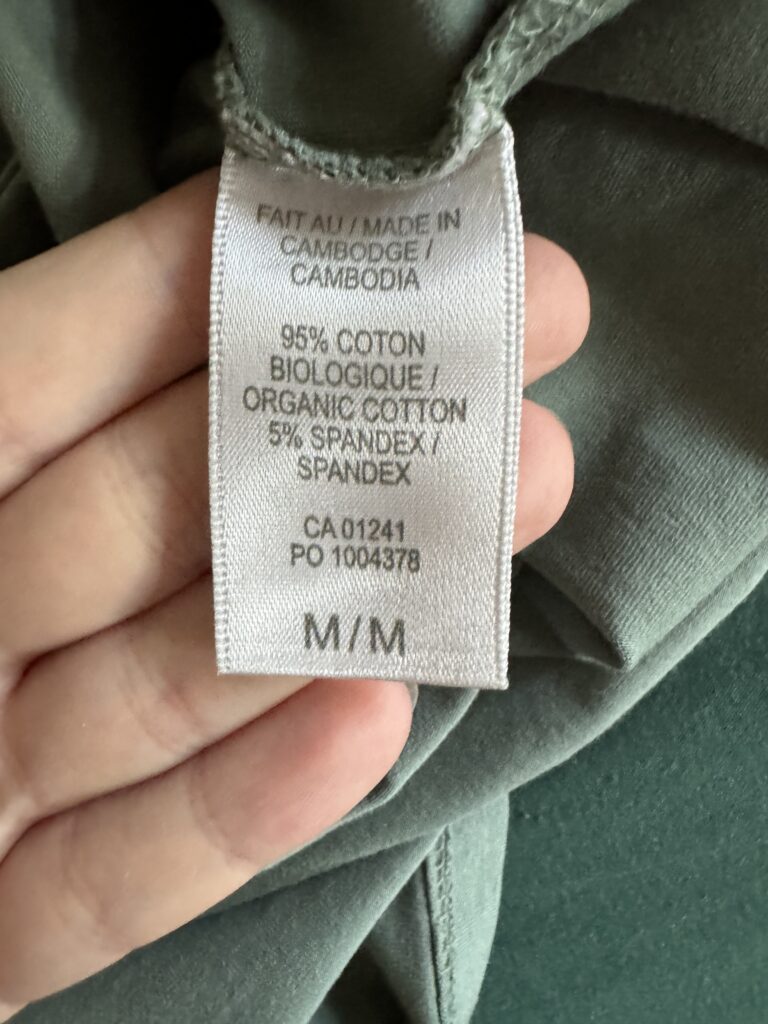 FAIT AU / MADE IN
CAMBODGE /
CAMBODIA
95% COTON
BIOLOGIQUE /
ORGANIC COTTON
5% SPANDEX /
SPANDEX
CA 01241
PO 1004378
M/M